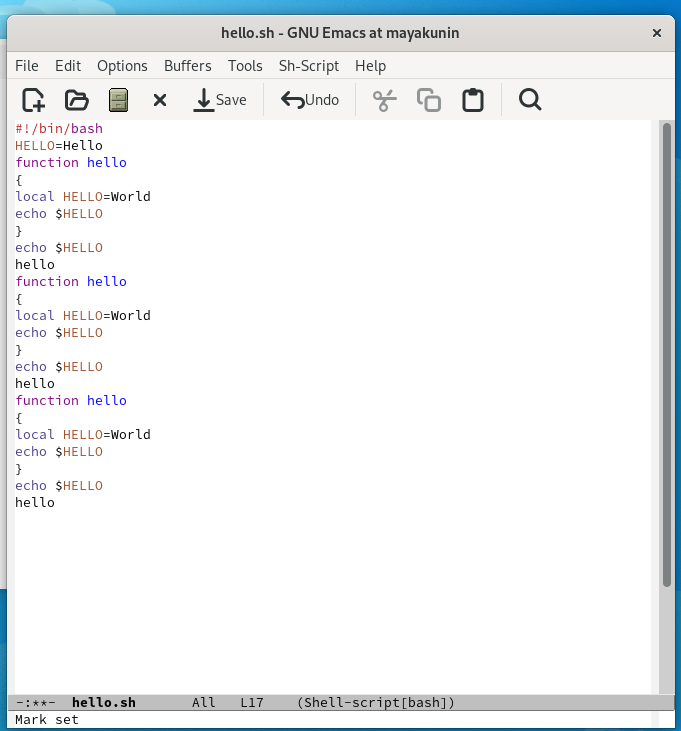 hello.sh - GNU Emacs at mayakunin
File Edit Options Buffers Tools Sh-Script Help
Save Undo
#!/bin/bash
HELLO=Hello
function hello
{
local HELLO=World
echo $HELLO
}
echo $HELLO
hello
function hello
{
local HELLO=World
echo $HELLO
}
echo $HELLO
hello
function hello
{
local HELLO=World
echo $HELLO
}
echo $HELLO
hello
-:**- hello.sh All L17 (Shell-script[bash])
Mark set